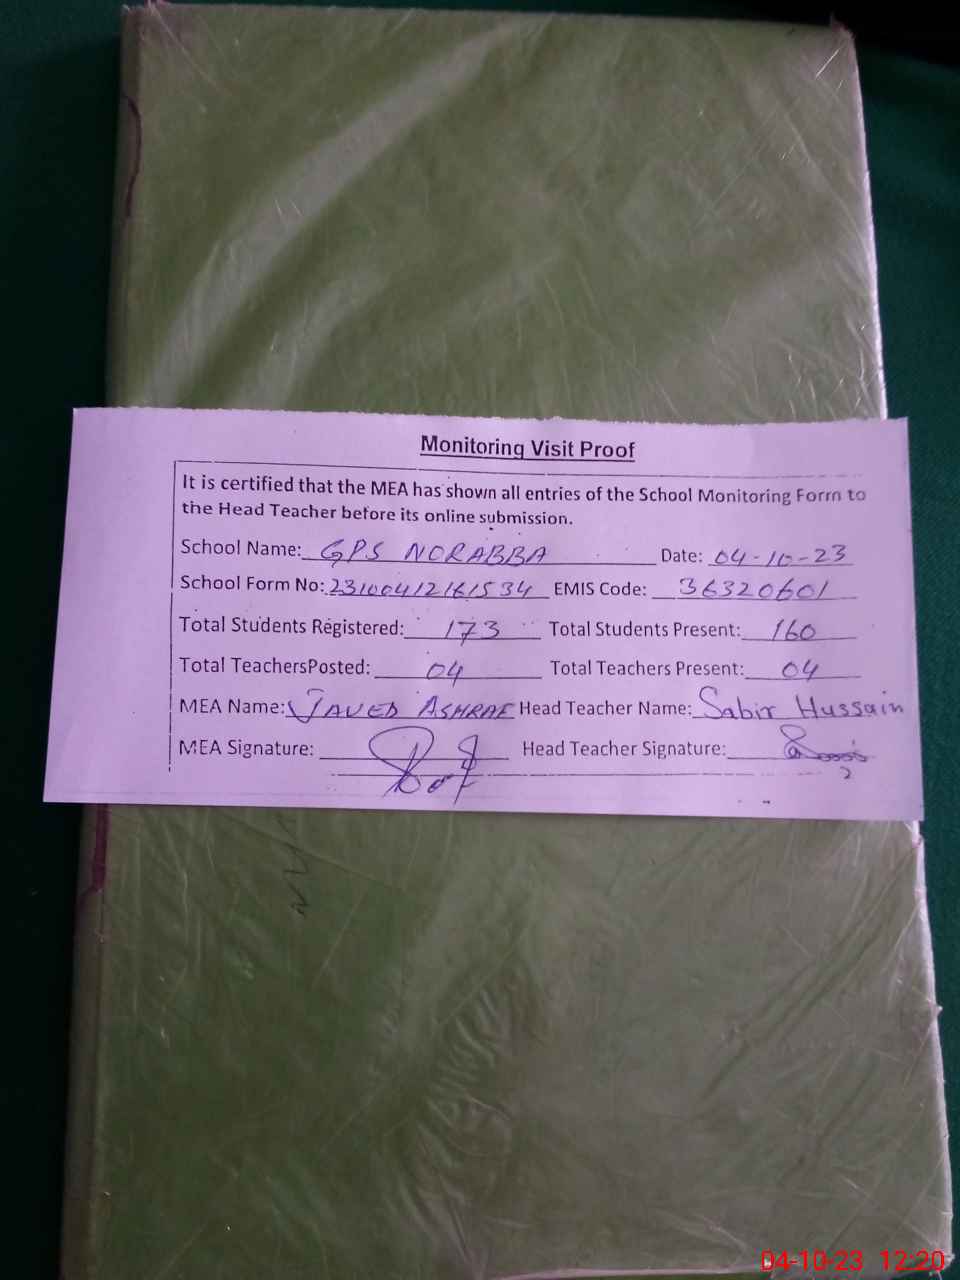 Monitoring Visit Proof
It is certified that the MEA has shown all entries of the School Monitoring Form to
the Head Teacher before its online submission.
School Name: GPS NORABBA Date: 04-10-23
School Form No: 23100412161534 EMIS Code: 36320601
Total Students Registered: 173 Total Students Present: 160
Total TeachersPosted: 04 Total Teachers Present: 04
MEA Name: JAVED ASHRAF Head Teacher Name: Sabir Hussain
MEA Signature: Head Teacher Signature:
04-10-23 12:20